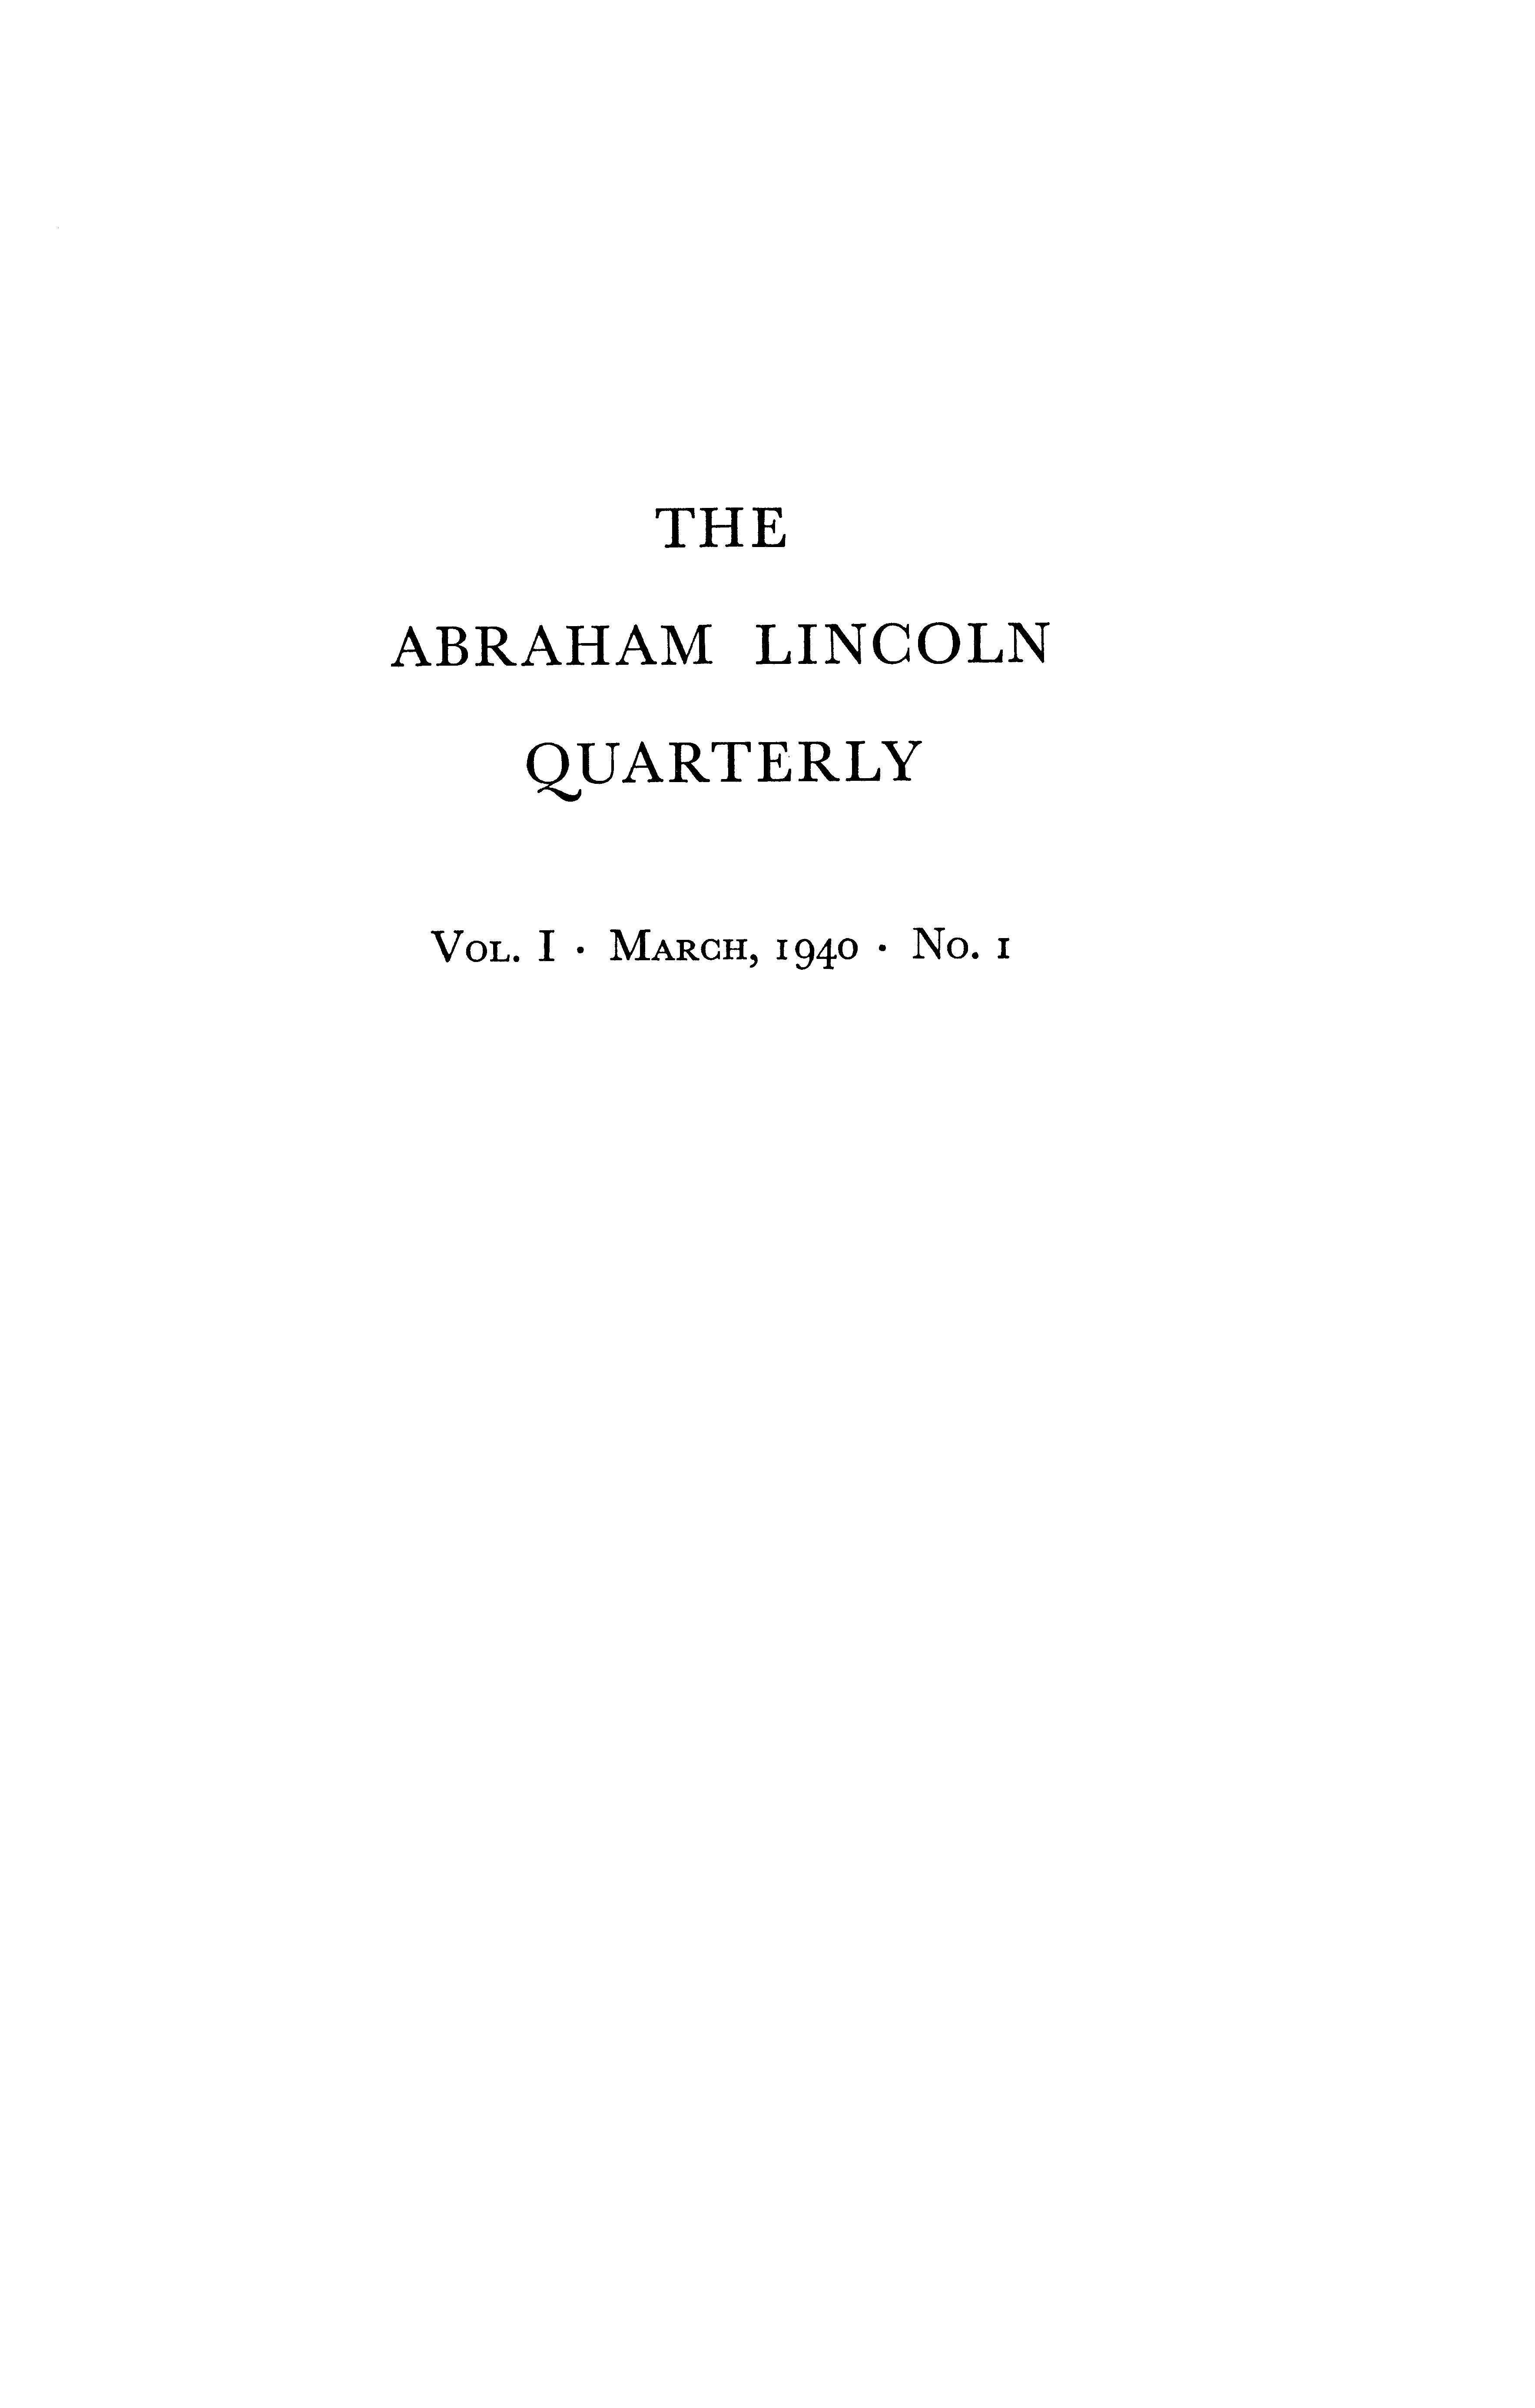 THE
ABRAHAM LINCOLN
QUARTERLY
Vol. I · March, 1940 · No. 1